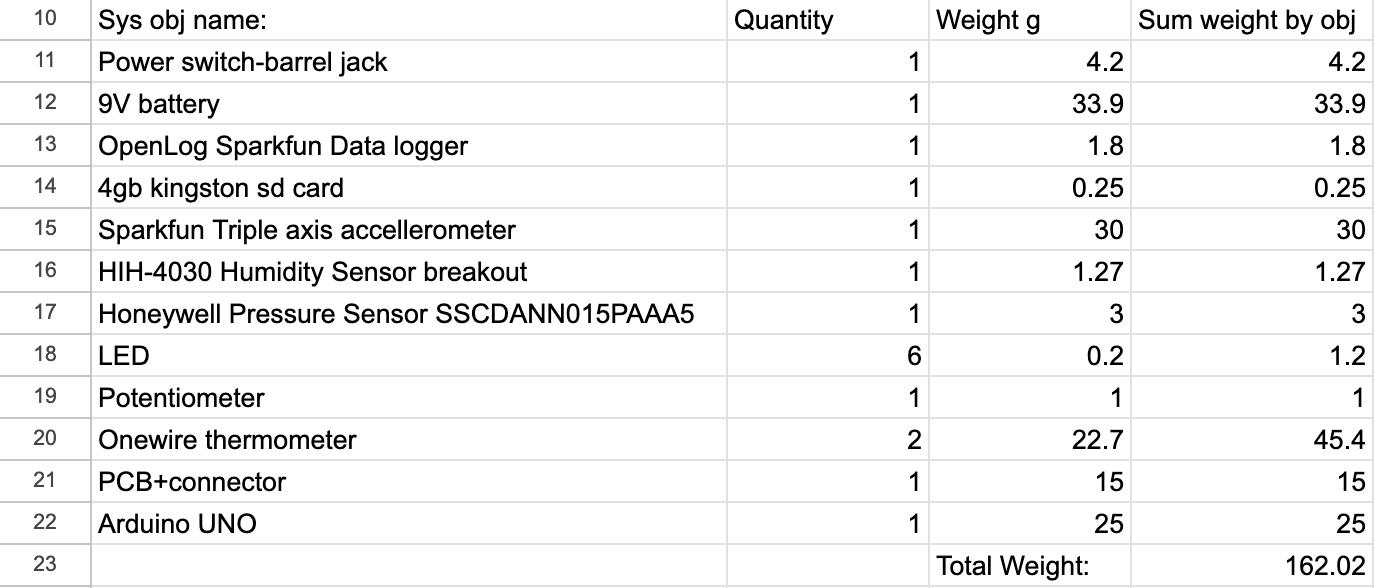 10 Sys obj name: Quantity Weight g Sum weight by obj
11 Power switch-barrel jack 1 4.2 4.2
12 9V battery 1 33.9 33.9
13 OpenLog Sparkfun Data logger 1 1.8 1.8
14 4gb kingston sd card 1 0.25 0.25
15 Sparkfun Triple axis accellerometer 1 30 30
16 HIH-4030 Humidity Sensor breakout 1 1.27 1.27
17 Honeywell Pressure Sensor SSCDANN015PAAA5 1 3 3
18 LED 6 0.2 1.2
19 Potentiometer 1 1 1
20 Onewire thermometer 2 22.7 45.4
21 PCB+connector 1 15 15
22 Arduino UNO 1 25 25
23 Total Weight: 162.02